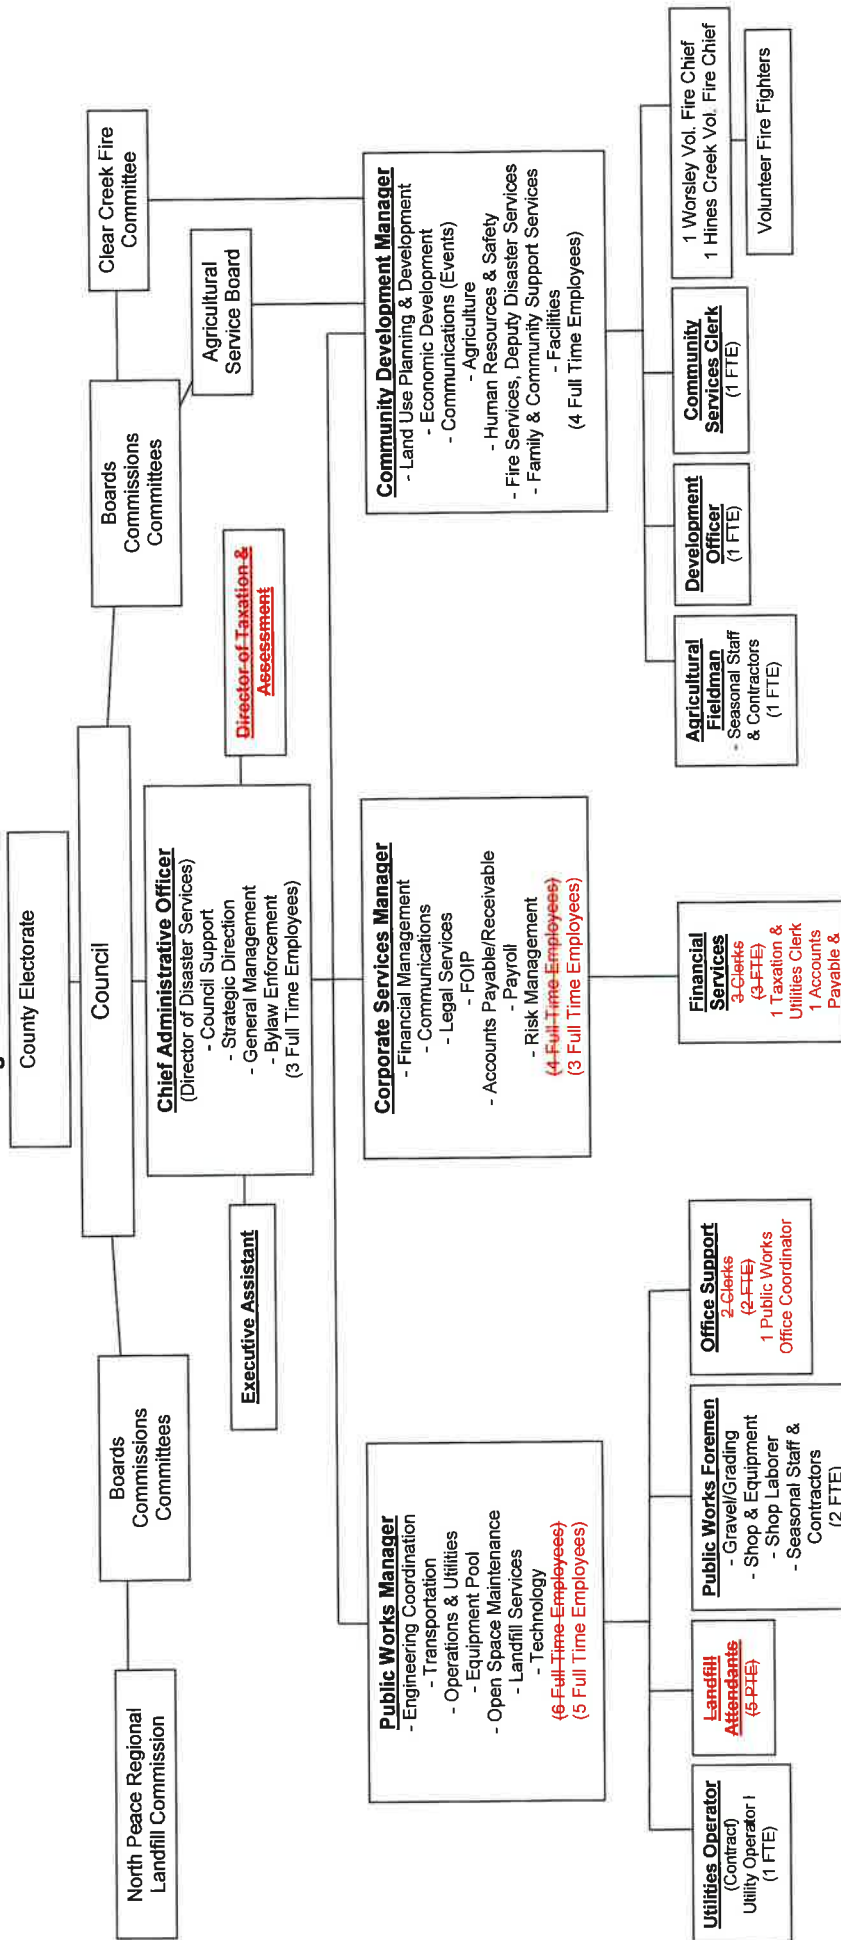 County Electorate
Council
Boards
Commissions
Committees
North Peace Regional
Landfill Commission
Boards
Commissions
Committees
Clear Creek Fire
Committee
Agricultural
Service Board
Chief Administrative Officer
(Director of Disaster Services)
- Council Support
- Strategic Direction
- General Management
- Bylaw Enforcement
(3 Full Time Employees)
Executive Assistant
Director of Taxation &
Assessment
Public Works Manager
- Engineering Coordination
- Transportation
- Operations & Utilities
- Equipment Pool
- Open Space Maintenance
- Landfill Services
- Technology
(6 Full Time Employees)
(5 Full Time Employees)
Corporate Services Manager
- Financial Management
- Communications
- Legal Services
- FOIP
- Accounts Payable/Receivable
- Payroll
- Risk Management
(4 Full Time Employees)
(3 Full Time Employees)
Community Development Manager
- Land Use Planning & Development
- Economic Development
- Communications (Events)
- Agriculture
- Human Resources & Safety
- Fire Services, Deputy Disaster Services
- Family & Community Support Services
- Facilities
(4 Full Time Employees)
Utilities Operator
(Contract)
Utility Operator I
(1 FTE)
Landfill
Attendants
(5 PTE)
Public Works Foremen
- Gravel/Grading
- Shop & Equipment
- Shop Laborer
- Seasonal Staff &
Contractors
(2 FTE)
Office Support
2 Clerks
(2 FTE)
1 Public Works
Office Coordinator
Financial
Services
3 Clerks
(3 FTE)
1 Taxation &
Utilities Clerk
1 Accounts
Payable &
Agricultural
Fieldman
- Seasonal Staff
& Contractors
(1 FTE)
Development
Officer
(1 FTE)
Community
Services Clerk
(1 FTE)
1 Worsley Vol. Fire Chief
1 Hines Creek Vol. Fire Chief
Volunteer Fire Fighters